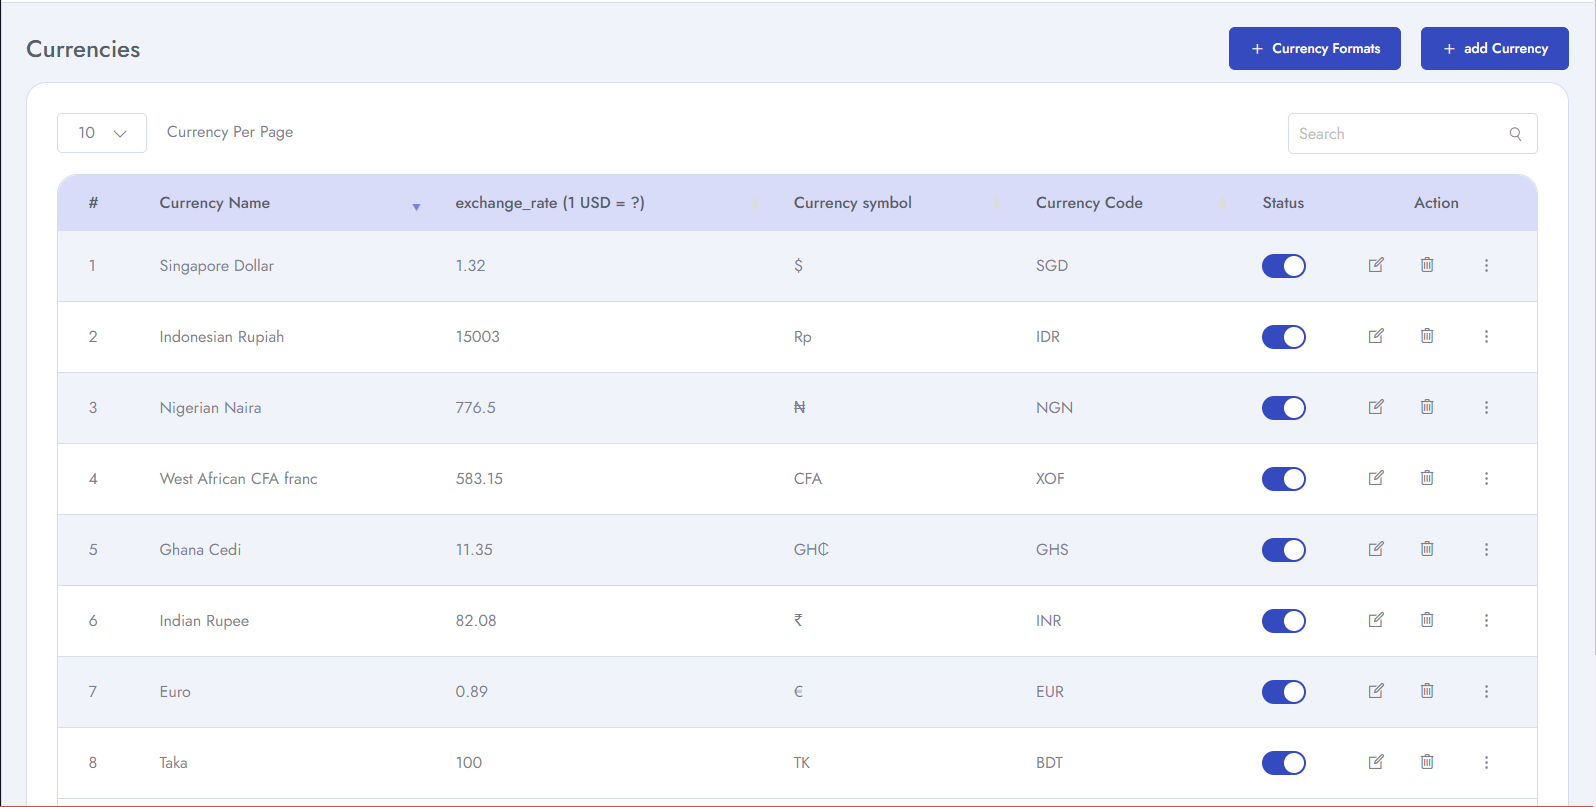 Currencies
+ Currency Formats
+ add Currency
10 Currency Per Page
Search
# Currency Name exchange_rate (1 USD = ?) Currency symbol Currency Code Status Action
1 Singapore Dollar 1.32 $ SGD
2 Indonesian Rupiah 15003 Rp IDR
3 Nigerian Naira 776.5 ₦ NGN
4 West African CFA franc 583.15 CFA XOF
5 Ghana Cedi 11.35 GH₵ GHS
6 Indian Rupee 82.08 ₹ INR
7 Euro 0.89 € EUR
8 Taka 100 TK BDT